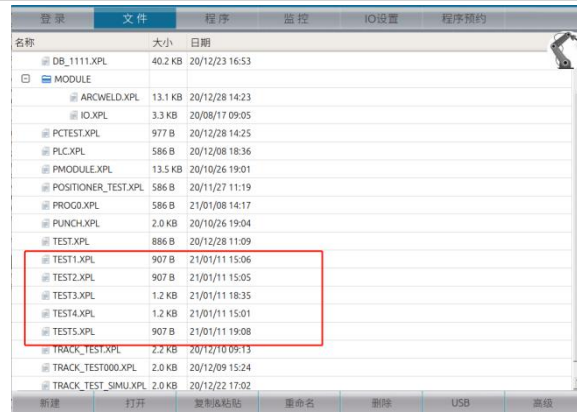 登录 文件 程序 监控 IO设置 程序预约
名称 大小 日期
DB_1111.XPL 40.2 KB 20/12/23 16:53
MODULE
ARCWELD.XPL 13.1 KB 20/12/28 14:23
IO.XPL 3.3 KB 20/08/17 09:05
PCTEST.XPL 977 B 20/12/28 14:25
PLC.XPL 586 B 20/12/08 18:36
PMODULE.XPL 13.5 KB 20/10/26 19:01
POSITIONER_TEST.XPL 586 B 20/11/27 11:19
PROG0.XPL 586 B 21/01/08 14:17
PUNCH.XPL 2.0 KB 20/10/26 19:04
TEST.XPL 886 B 20/12/28 11:09
TEST1.XPL 907 B 21/01/11 15:06
TEST2.XPL 907 B 21/01/11 15:05
TEST3.XPL 1.2 KB 21/01/11 18:35
TEST4.XPL 1.2 KB 21/01/11 15:01
TEST5.XPL 907 B 21/01/11 19:08
TRACK_TEST.XPL 2.2 KB 20/12/10 09:13
TRACK_TEST000.XPL 2.0 KB 20/12/09 15:24
TRACK_TEST_SIMU.XPL 2.0 KB 20/12/22 17:02
新建 打开 复制&粘贴 重命名 删除 USB 高级